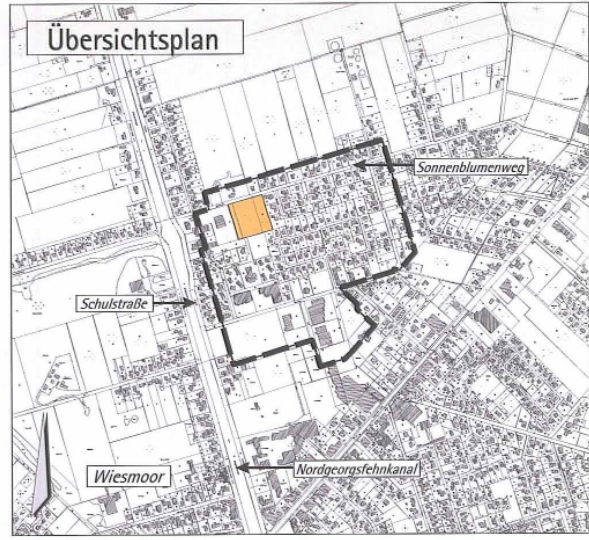 Übersichtsplan
Sonnenblumenweg
Schulstraße
Wiesmoor
Nordgeorgsfehnkanal